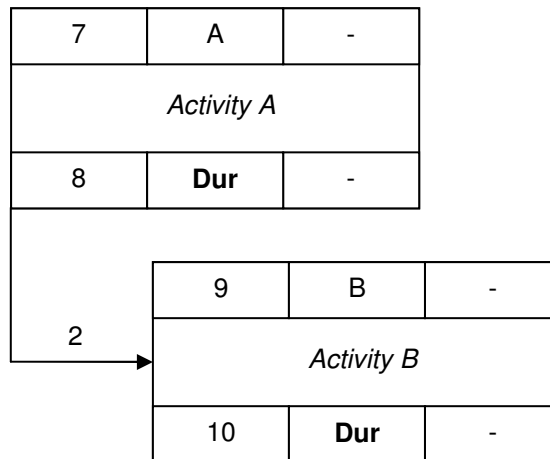 7 A -
Activity A
8 Dur -
9 B -
2
Activity B
10 Dur -